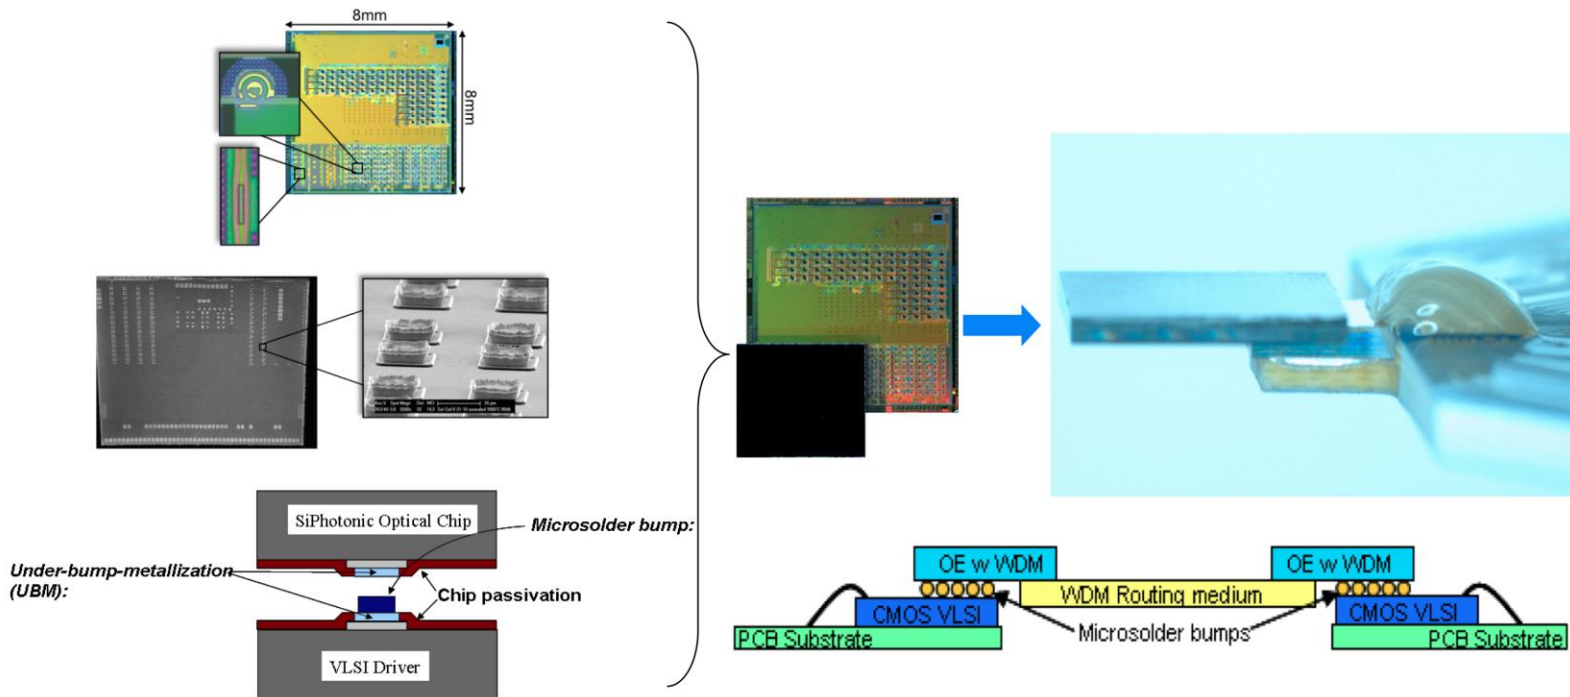 8mm
8mm
SiPhotonic Optical Chip
Microsolder bump:
Under-bump-metallization
(UBM):
Chip passivation
VLSI Driver
OE w WDM
OE w WDM
WDM Routing medium
CMOS VLSI
CMOS VLSI
Microsolder bumps
PCB Substrate
PCB Substrate